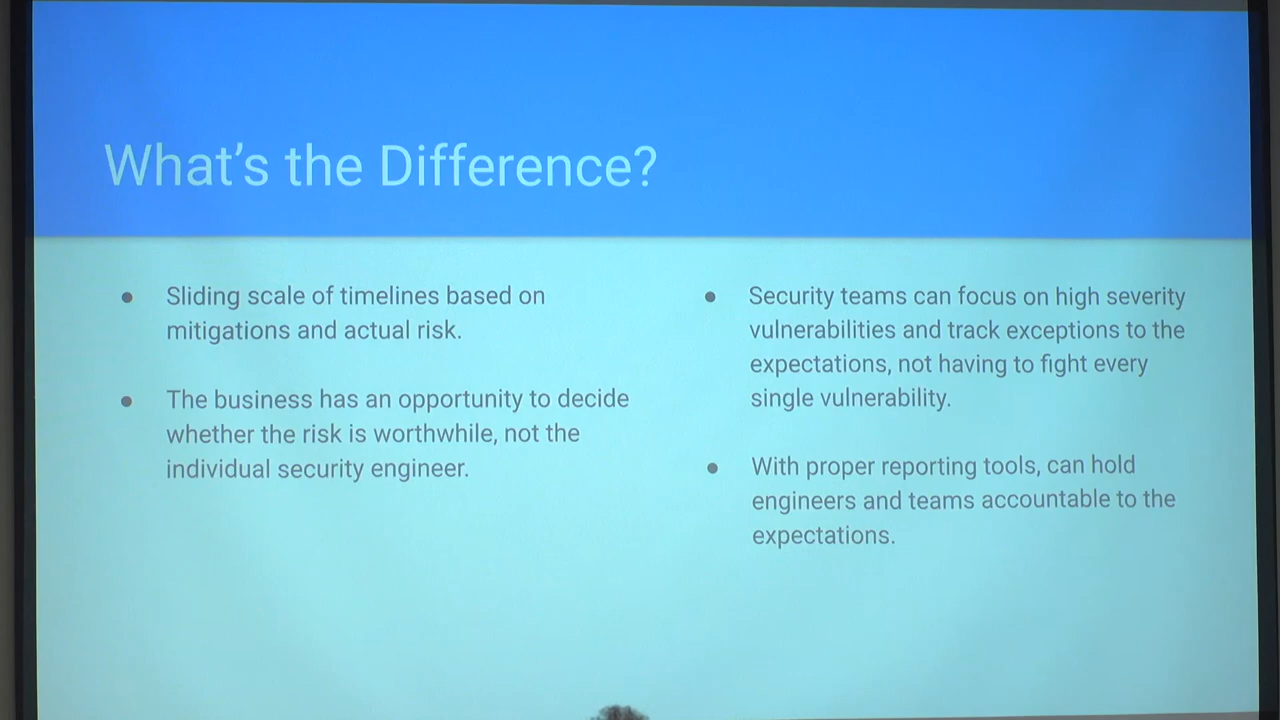 What’s the Difference?
● Sliding scale of timelines based on
mitigations and actual risk.
● The business has an opportunity to decide
whether the risk is worthwhile, not the
individual security engineer.
● Security teams can focus on high severity
vulnerabilities and track exceptions to the
expectations, not having to fight every
single vulnerability.
● With proper reporting tools, can hold
engineers and teams accountable to the
expectations.